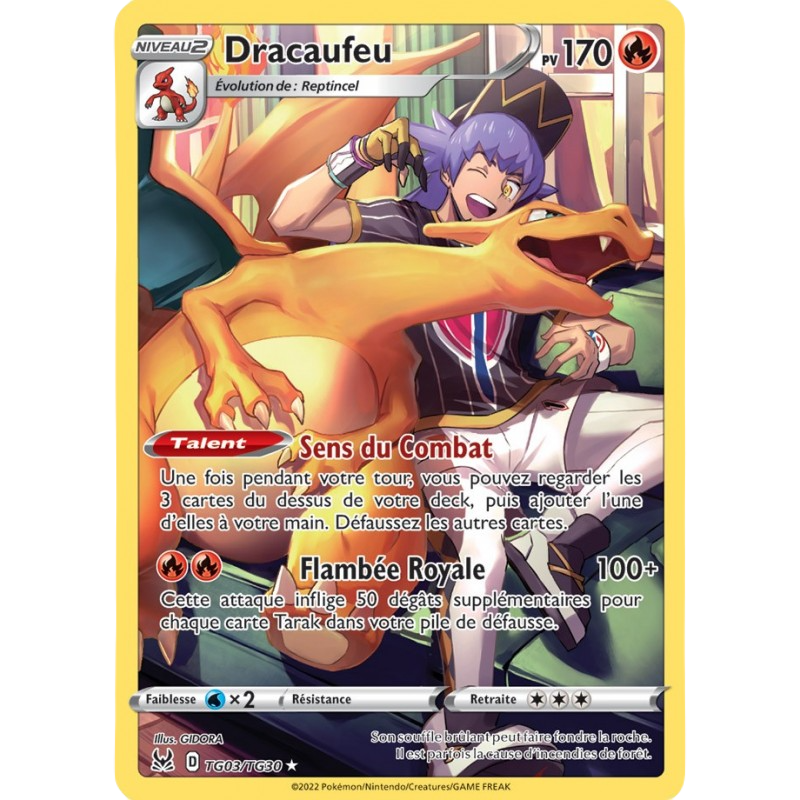 NIVEAU 2
Dracaufeu
PV 170
Évolution de : Reptincel
Talent Sens du Combat
Une fois pendant votre tour, vous pouvez regarder les
3 cartes du dessus de votre deck, puis ajouter l'une
d'elles à votre main. Défaussez les autres cartes.
Flambée Royale 100+
Cette attaque inflige 50 dégâts supplémentaires pour
chaque carte Tarak dans votre pile de défausse.
Faiblesse ×2 Résistance Retraite
Illus. GIDORA
Son souffle brûlant peut faire fondre la roche.
Il est parfois la cause d'incendies de forêt.
D TG03/TG30 ★
©2022 Pokémon/Nintendo/Creatures/GAME FREAK